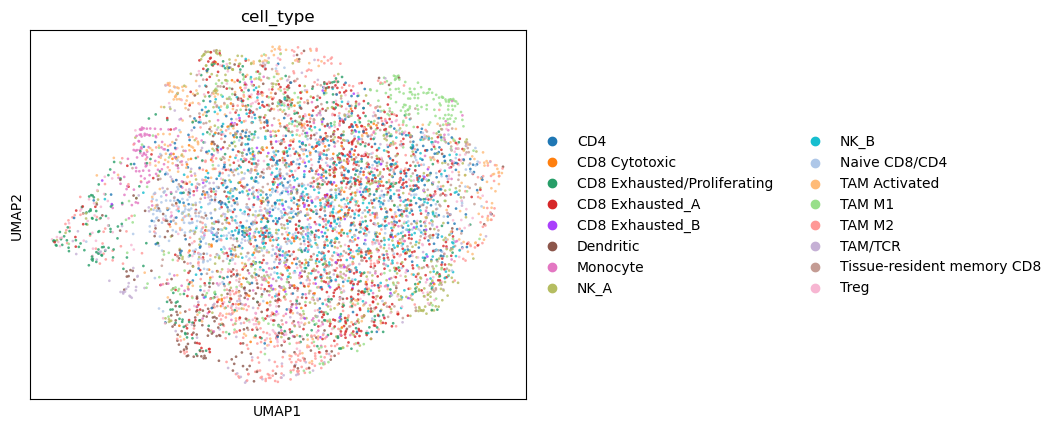 cell_type
UMAP2
UMAP1
CD4
CD8 Cytotoxic
CD8 Exhausted/Proliferating
CD8 Exhausted_A
CD8 Exhausted_B
Dendritic
Monocyte
NK_A
NK_B
Naive CD8/CD4
TAM Activated
TAM M1
TAM M2
TAM/TCR
Tissue-resident memory CD8
Treg